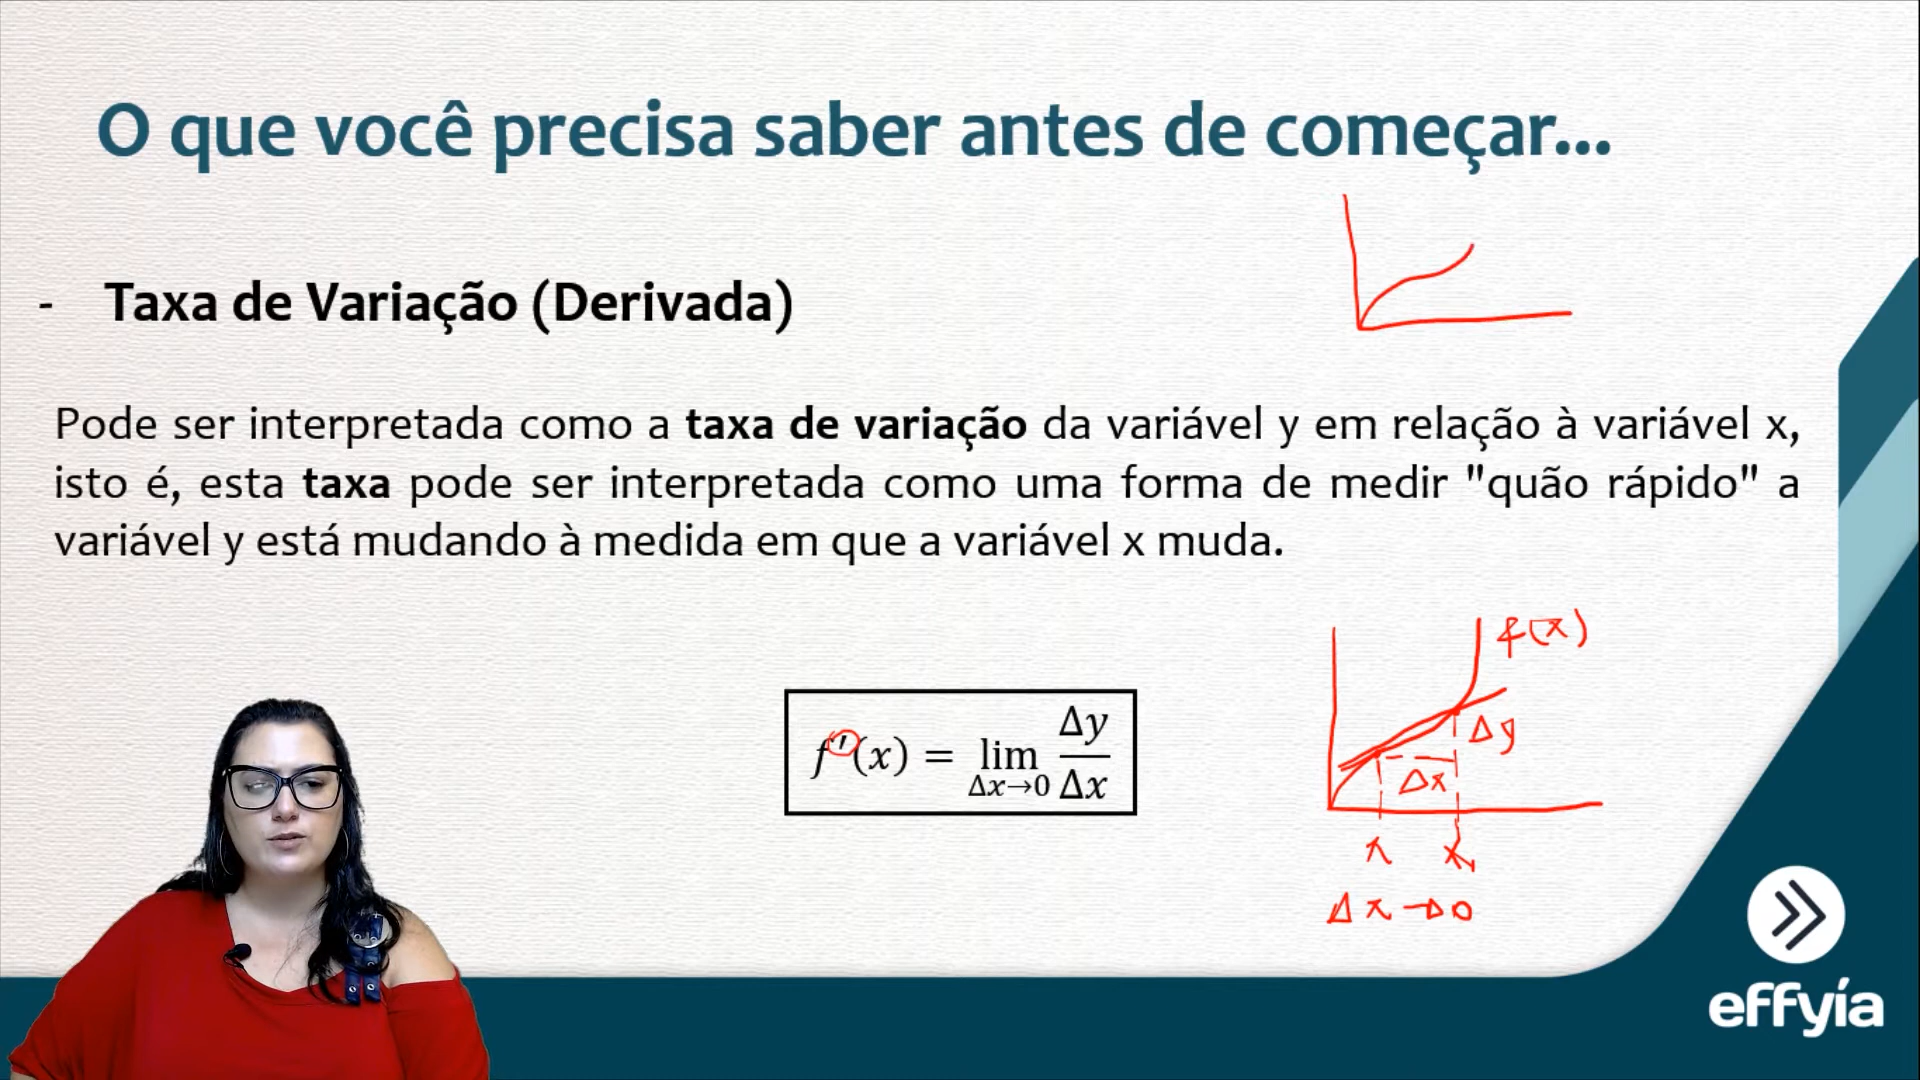 O que você precisa saber antes de começar...
- Taxa de Variação (Derivada)
Pode ser interpretada como a taxa de variação da variável y em relação à variável x,
isto é, esta taxa pode ser interpretada como uma forma de medir "quão rápido" a
variável y está mudando à medida em que a variável x muda.
f'(x) = lim Δx→0 Δy/Δx
f(x)
Δy
Δx
x x₁
Δx→0
effyía